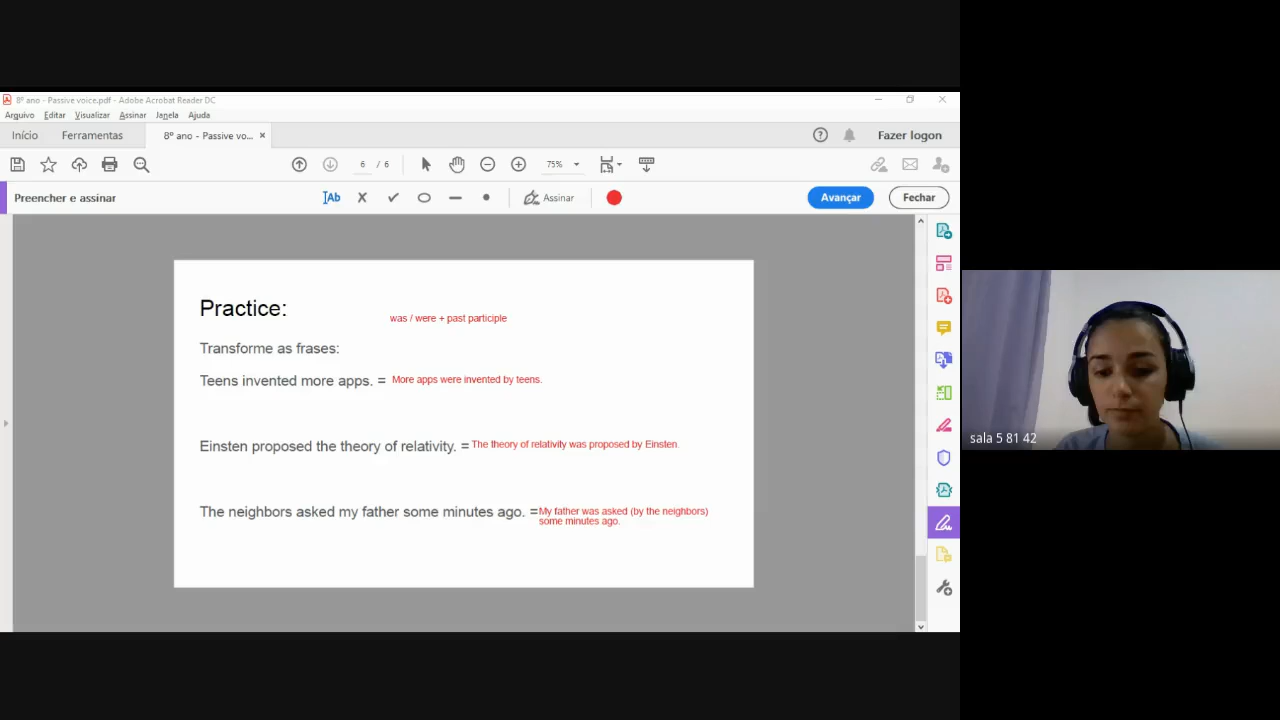 8º ano - Passive voice.pdf - Adobe Acrobat Reader DC
Arquivo Editar Visualizar Assinar Janela Ajuda
Início Ferramentas 8º ano - Passive vo... × Fazer logon
6 / 6 75%
Preencher e assinar Ab Assinar Avançar Fechar
Practice:
was / were + past participle
Transforme as frases:
Teens invented more apps. = More apps were invented by teens.
Einsten proposed the theory of relativity. = The theory of relativity was proposed by Einsten.
The neighbors asked my father some minutes ago. = My father was asked (by the neighbors)
some minutes ago.
sala 5 81 42